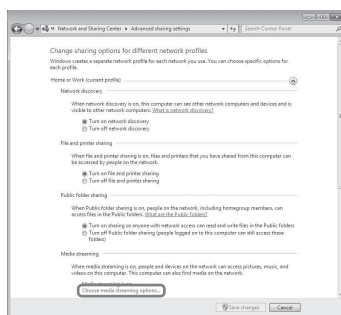 « Network and Sharing Center ▸ Advanced sharing settings
Search Control Panel
Change sharing options for different network profiles
Windows creates a separate network profile for each network you use. You can choose specific options for
each profile.
Home or Work (current profile)
Network discovery
When network discovery is on, this computer can see other network computers and devices and is
visible to other network computers. What is network discovery?
Turn on network discovery
Turn off network discovery
File and printer sharing
When file and printer sharing is on, files and printers that you have shared from this computer can
be accessed by people on the network.
Turn on file and printer sharing
Turn off file and printer sharing
Public folder sharing
When Public folder sharing is on, people on the network, including homegroup members, can
access files in the Public folders. What are the Public folders?
Turn on sharing so anyone with network access can read and write files in the Public folders
Turn off Public folder sharing (people logged on to this computer can still access these
folders)
Media streaming
When media streaming is on, people and devices on the network can access pictures, music, and
videos on this computer. This computer can also find media on the network.
Media streaming is on.
Choose media streaming options...
Save changes
Cancel